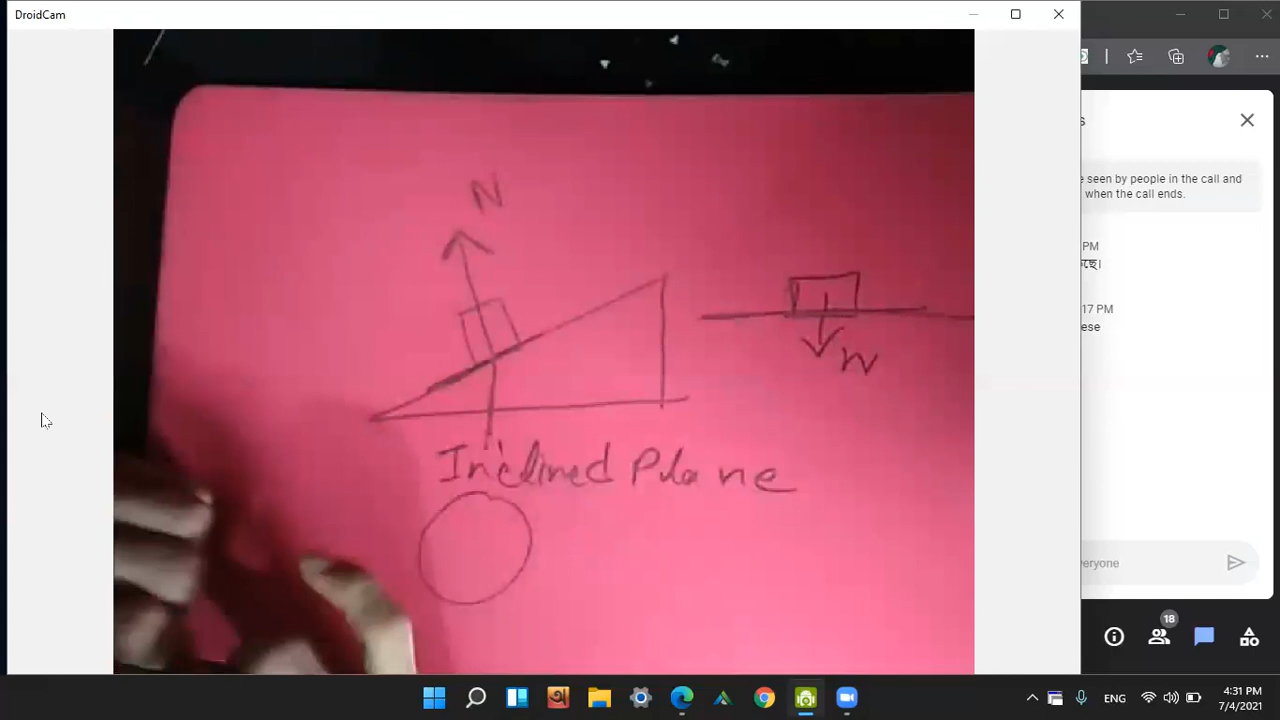 DroidCam
N
W
Inclined Plane
s
e seen by people in the call and
when the call ends.
PM
ছে।
17 PM
ese
veryone
18
ENG
4:31 PM
7/4/2021